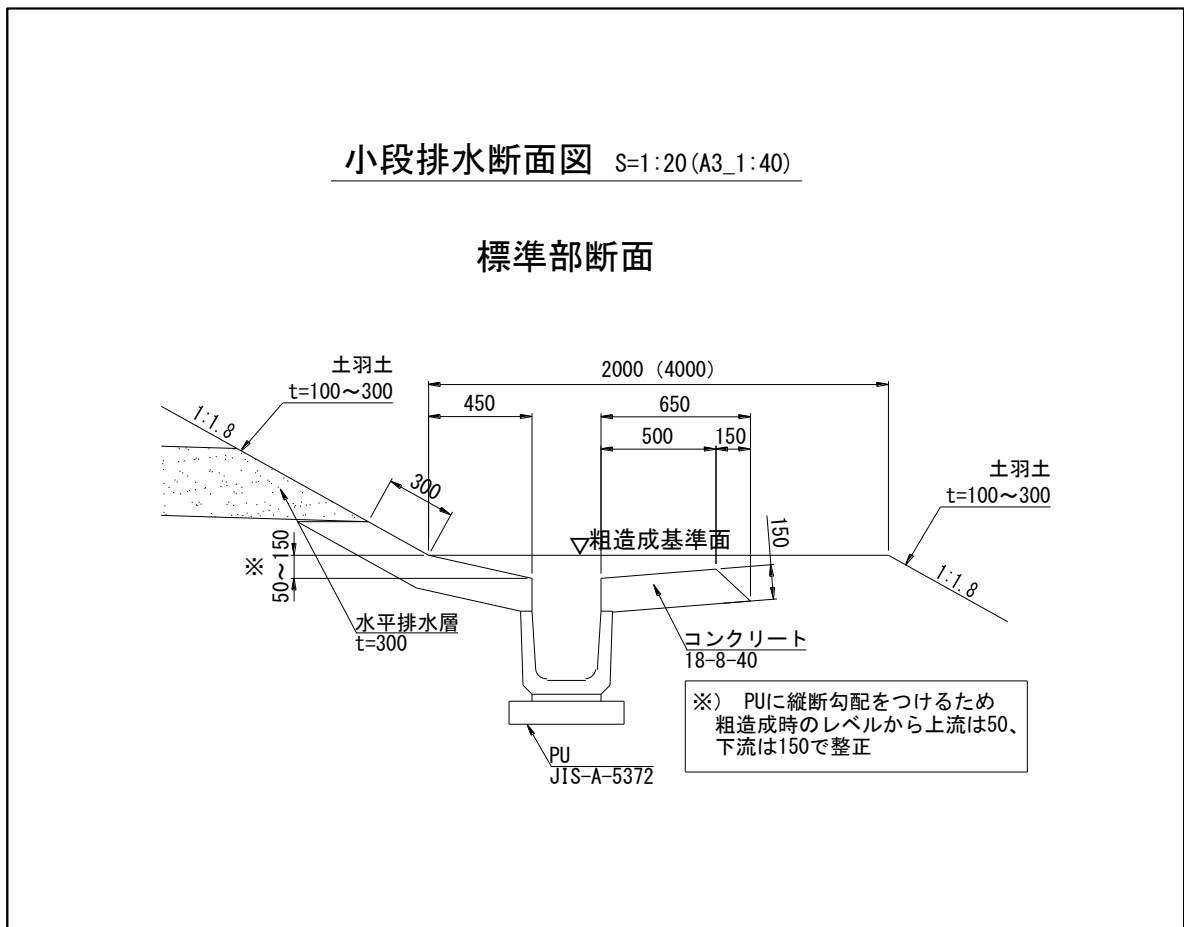 小段排水断面図 S=1:20(A3_1:40)
標準部断面
土羽土
t=100～300
1:1.8
2000 (4000)
450
650
500
150
300
土羽土
t=100～300
▽粗造成基準面
150
1:1.8
※
50～150
水平排水層
t=300
コンクリート
18-8-40
※） PUに縦断勾配をつけるため
粗造成時のレベルから上流は50、
下流は150で整正
PU
JIS-A-5372